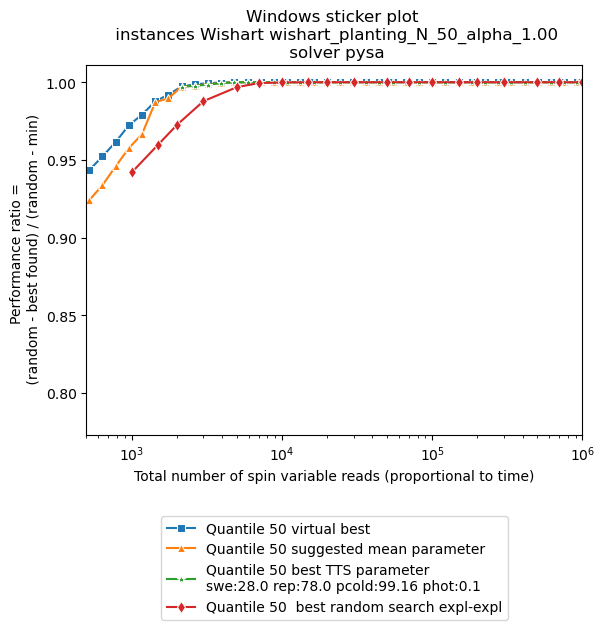 Windows sticker plot
instances Wishart wishart_planting_N_50_alpha_1.00
solver pysa
Performance ratio =
(random - best found) / (random - min)
1.00
0.95
0.90
0.85
0.80
10³ 10⁴ 10⁵ 10⁶
Total number of spin variable reads (proportional to time)
Quantile 50 virtual best
Quantile 50 suggested mean parameter
Quantile 50 best TTS parameter
swe:28.0 rep:78.0 pcold:99.16 phot:0.1
Quantile 50  best random search expl-expl